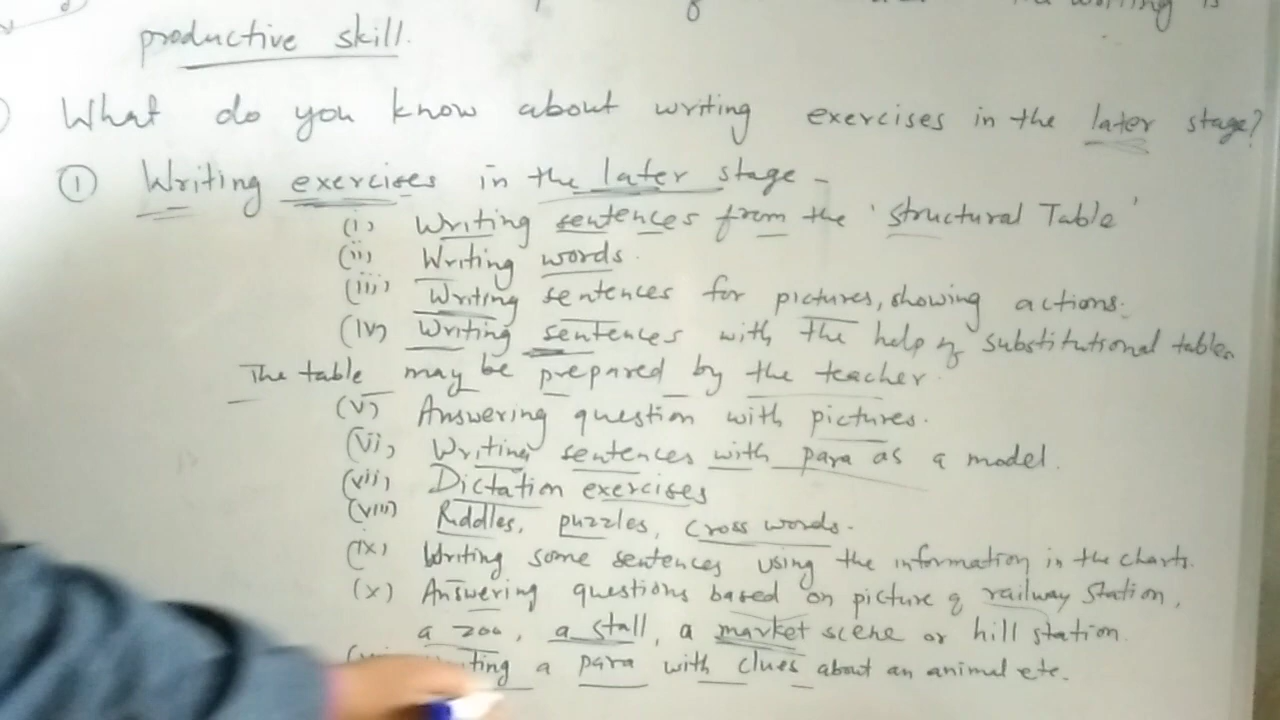 writing is
productive skill.
What do you know about writing exercises in the later stage?
① Writing exercises in the later stage -
(i) Writing sentences from the 'Structural Table'
(ii) Writing words.
(iii) Writing sentences for pictures, showing actions.
(iv) Writing sentences with the help of substitutional tables
The table may be prepared by the teacher.
(v) Answering question with pictures.
(vi) Writing sentences with para as a model.
(vii) Dictation exercises
(viii) Riddles, puzzles, cross words.
(ix) Writing some sentences using the information in the charts.
(x) Answering questions based on picture of railway station,
a zoo, a stall, a market scene or hill station.
a para with clues about an animal etc.